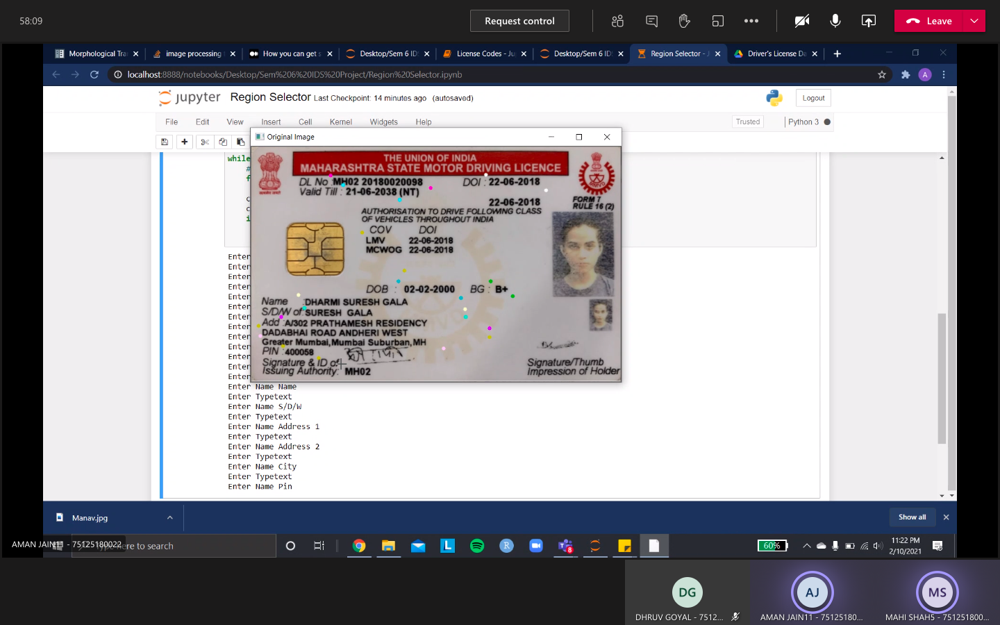 58:09
Request control
Leave
Morphological Tra
image processing
How you can get s
Desktop/Sem 6 IDS
License Codes - Ju
Desktop/Sem 6 IDS
Region Selector - J
Driver's License Da
localhost:8888/notebooks/Desktop/Sem%206%20IDS%20Project/Region%20Selector.ipynb
A
jupyter Region Selector Last Checkpoint: 14 minutes ago (autosaved)
Logout
File Edit View Insert Cell Kernel Widgets Help
Trusted
Python 3
Original Image
while
#
f
c
c
i
THE UNION OF INDIA
MAHARASHTRA STATE MOTOR DRIVING LICENCE
DL No :MH02 20180020098 DOI : 22-06-2018
Valid Till : 21-06-2038 (NT)
22-06-2018
FORM 7
RULE 16 (2)
AUTHORISATION TO DRIVE FOLLOWING CLASS
OF VEHICLES THROUGHOUT INDIA
COV DOI
LMV 22-06-2018
MCWOG 22-06-2018
DOB : 02-02-2000 BG : B+
Name :DHARMI SURESH GALA
S/D/W of :SURESH GALA
Add :A/302 PRATHAMESH RESIDENCY
DADABHAI ROAD ANDHERI WEST
Greater Mumbai,Mumbai Suburban,MH
PIN :400058
Signature & ID of
Issuing Authority: MH02
Signature/Thumb
Impression of Holder
Enter
Enter
Enter
Enter
Enter
Enter
Enter
Enter
Enter
Enter
Enter
Enter
Enter
Enter Name Name
Enter Typetext
Enter Name S/D/W
Enter Typetext
Enter Name Address 1
Enter Typetext
Enter Name Address 2
Enter Typetext
Enter Name City
Enter Typetext
Enter Name Pin
Manav.jpg
Show all
AMAN JAIN11 - 75125180022
here to search
60%
11:22 PM
2/10/2021
DG
AJ
MS
DHRUV GOYAL - 7512...
AMAN JAIN11 - 75125180...
MAHI SHAH5 - 751251800...